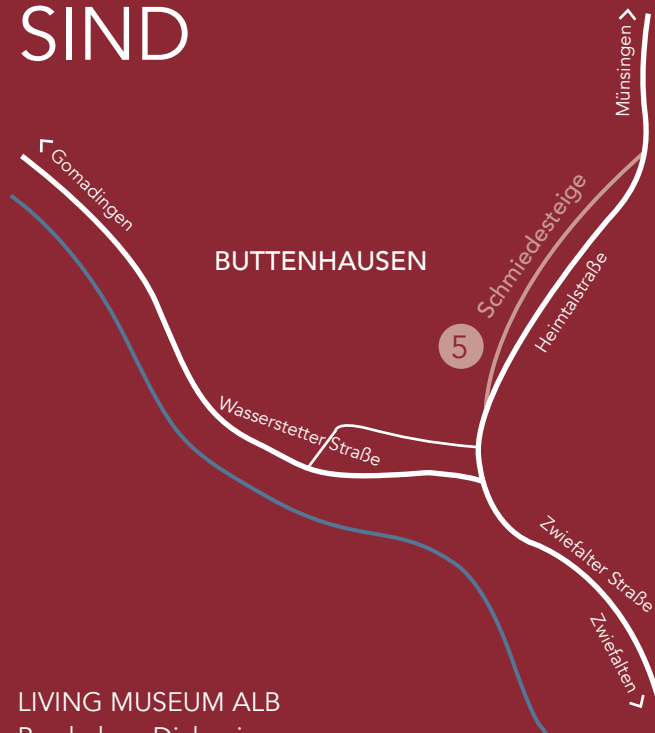 SIND
Münsingen
Gomadingen
Schmiedesteige
BUTTENHAUSEN
Heimtalstraße
5
Wasserstetter Straße
Zwiefalter Straße
Zwiefalten
LIVING MUSEUM ALB